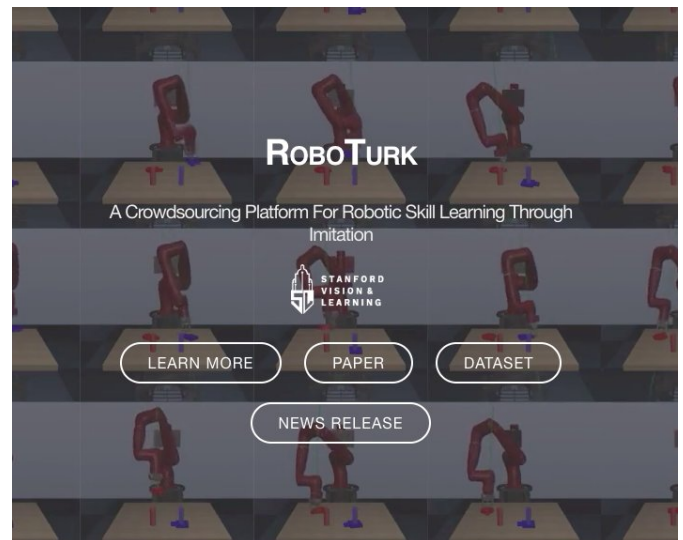 ROBOTURK
A Crowdsourcing Platform For Robotic Skill Learning Through
Imitation
STANFORD
VISION &
LEARNING
LEARN MORE
PAPER
DATASET
NEWS RELEASE